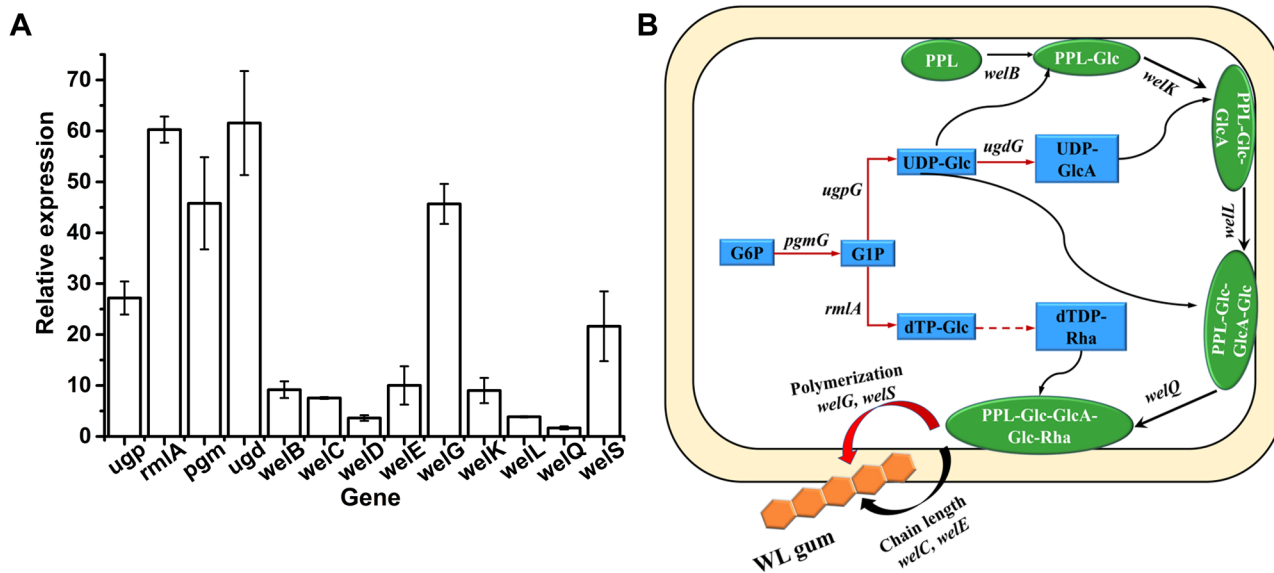 A
Relative expression
70
60
50
40
30
20
10
0
ugp
rmlA
pgm
ugd
welB
welC
welD
welE
welG
welK
welL
welQ
welS
Gene
B
PPL
welB
PPL-Glc
welK
PPL-Glc-
GlcA
UDP-Glc
ugdG
UDP-
GlcA
ugpG
welL
G6P
pgmG
G1P
rmlA
dTP-Glc
dTDP-
Rha
PPL-Glc-
GlcA-Glc
welQ
Polymerization
welG, welS
PPL-Glc-GlcA-
Glc-Rha
WL gum
Chain length
welC, welE